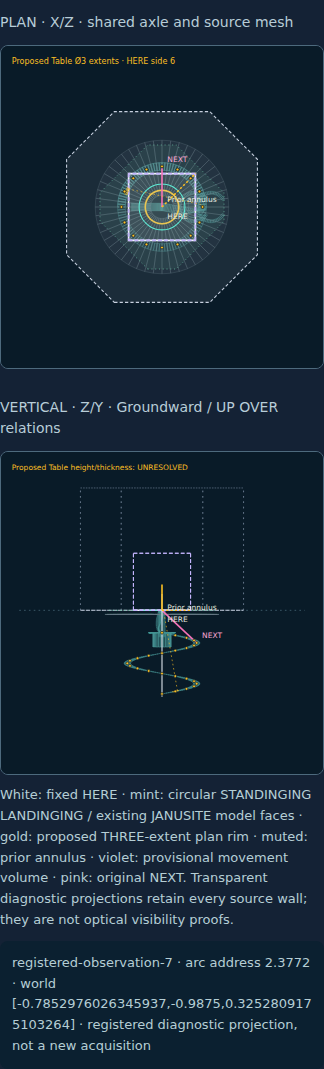 PLAN · X/Z · shared axle and source mesh
Proposed Table Ø3 extents · HERE side 6
NEXT
Prior annulus
HERE
VERTICAL · Z/Y · Groundward / UP OVER
relations
Proposed Table height/thickness: UNRESOLVED
Prior annulus
HERE
NEXT
White: fixed HERE · mint: circular STANDINGING
LANDINGING / existing JANUSITE model faces ·
gold: proposed THREE-extent plan rim · muted:
prior annulus · violet: provisional movement
volume · pink: original NEXT. Transparent
diagnostic projections retain every source wall;
they are not optical visibility proofs.
registered-observation-7 · arc address 2.3772
· world
[-0.7852976026345937,-0.9875,0.325280917
5103264] · registered diagnostic projection,
not a new acquisition